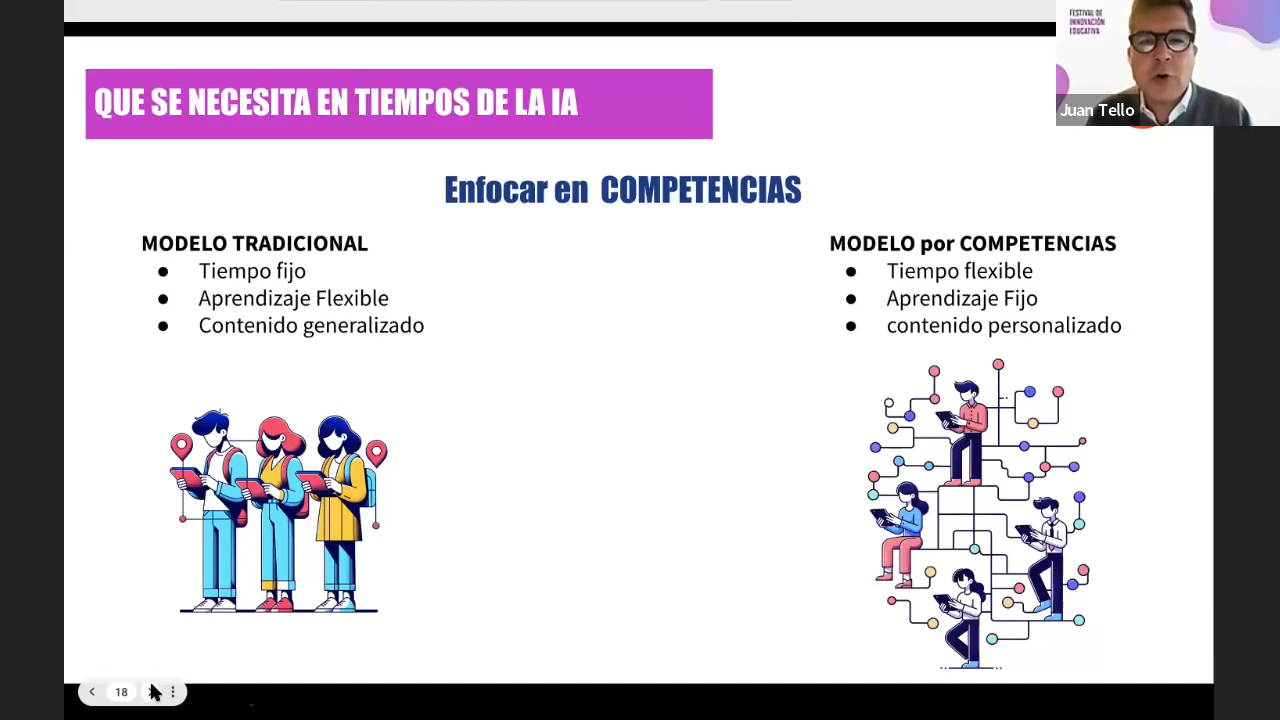 FESTIVAL DE
INNOVACIÓN
EDUCATIVA
Juan Tello
QUE SE NECESITA EN TIEMPOS DE LA IA
Enfocar en COMPETENCIAS
MODELO TRADICIONAL
● Tiempo fijo
● Aprendizaje Flexible
● Contenido generalizado
MODELO por COMPETENCIAS
● Tiempo flexible
● Aprendizaje Fijo
● contenido personalizado
18